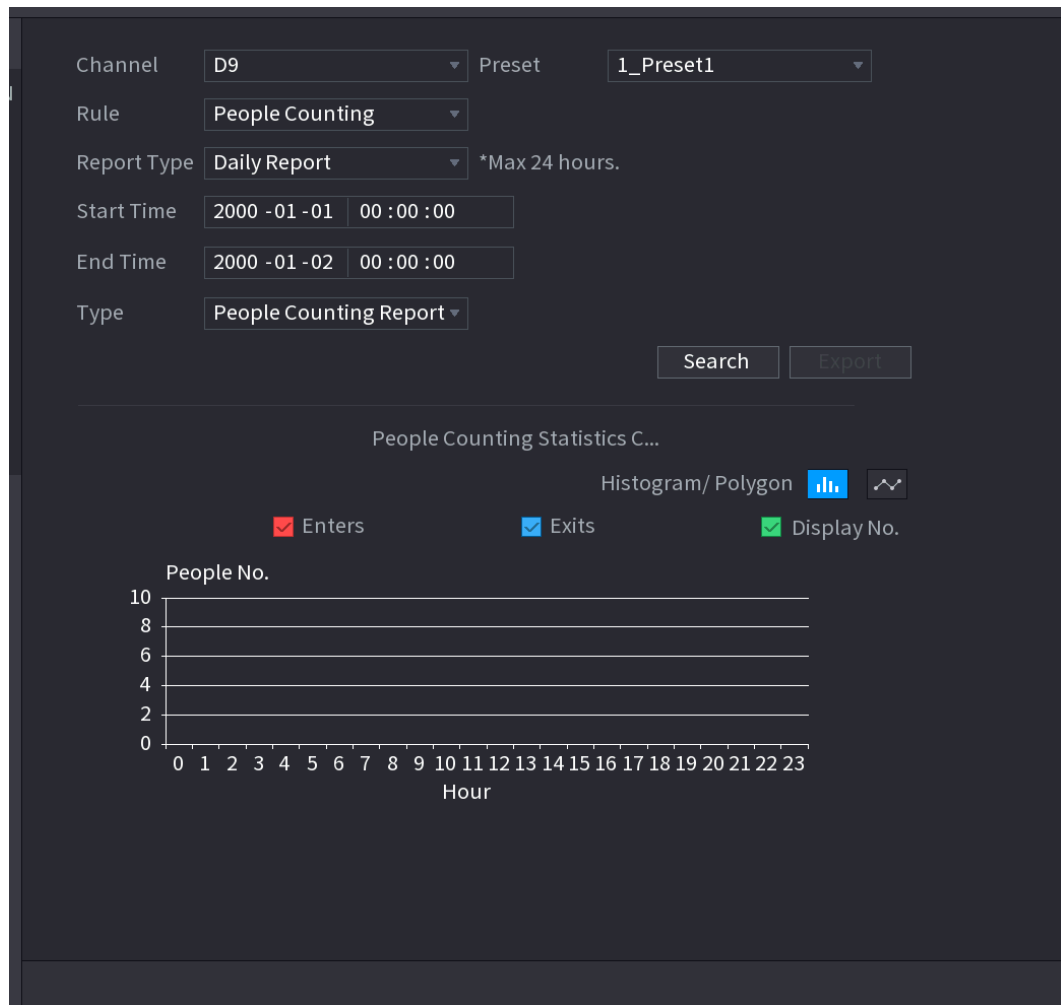 Channel D9 Preset 1_Preset1
Rule People Counting
Report Type Daily Report *Max 24 hours.
Start Time 2000 -01 -01 00 : 00 : 00
End Time 2000 -01 -02 00 : 00 : 00
Type People Counting Report
Search Export
People Counting Statistics C...
Histogram/ Polygon
Enters Exits Display No.
People No.
10
8
6
4
2
0
0 1 2 3 4 5 6 7 8 9 10 11 12 13 14 15 16 17 18 19 20 21 22 23
Hour